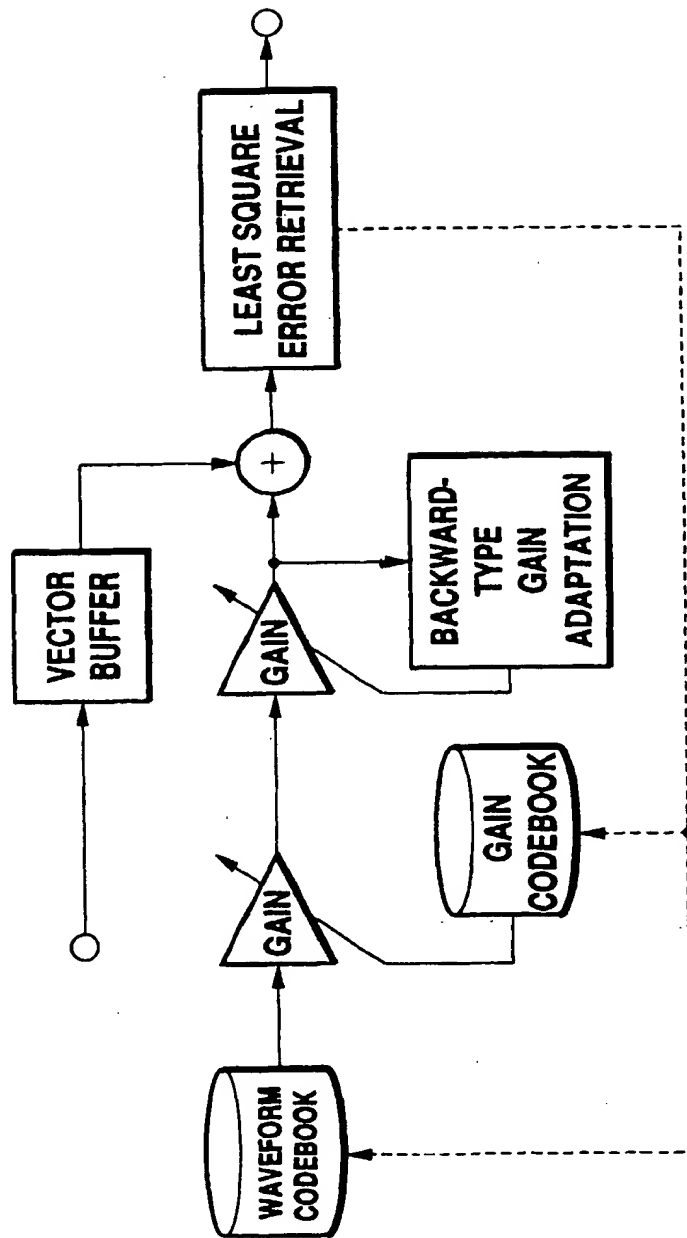 VECTOR
BUFFER
WAVEFORM
CODEBOOK
GAIN
GAIN
+
LEAST SQUARE
ERROR RETRIEVAL
GAIN
CODEBOOK
BACKWARD-
TYPE
GAIN
ADAPTATION